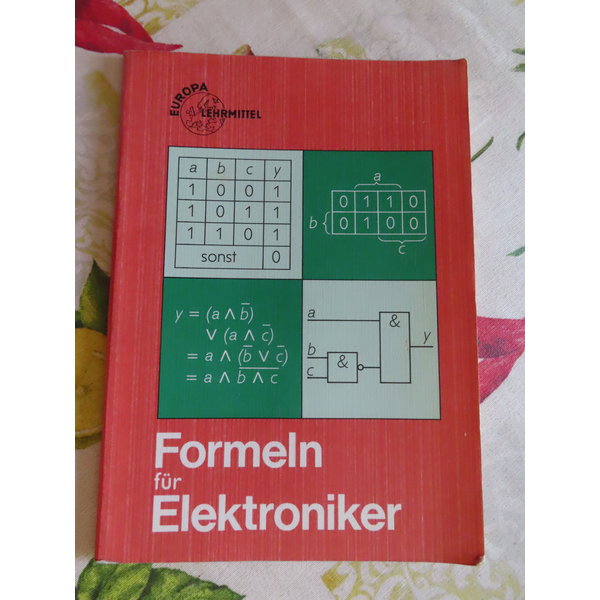 EUROPA
LEHRMITTEL
a b c y
1 0 0 1
1 0 1 1
1 1 0 1
sonst 0
a
0 1 1 0
b
0 1 0 0
c
y = (a ∧ b̅)
∨ (a ∧ c̅)
= a ∧ (b̅ ∨ c̅)
= a ∧ b̅ ̅∧̅ ̅c̅
a
&
y
b
&
c
Formeln
für
Elektroniker